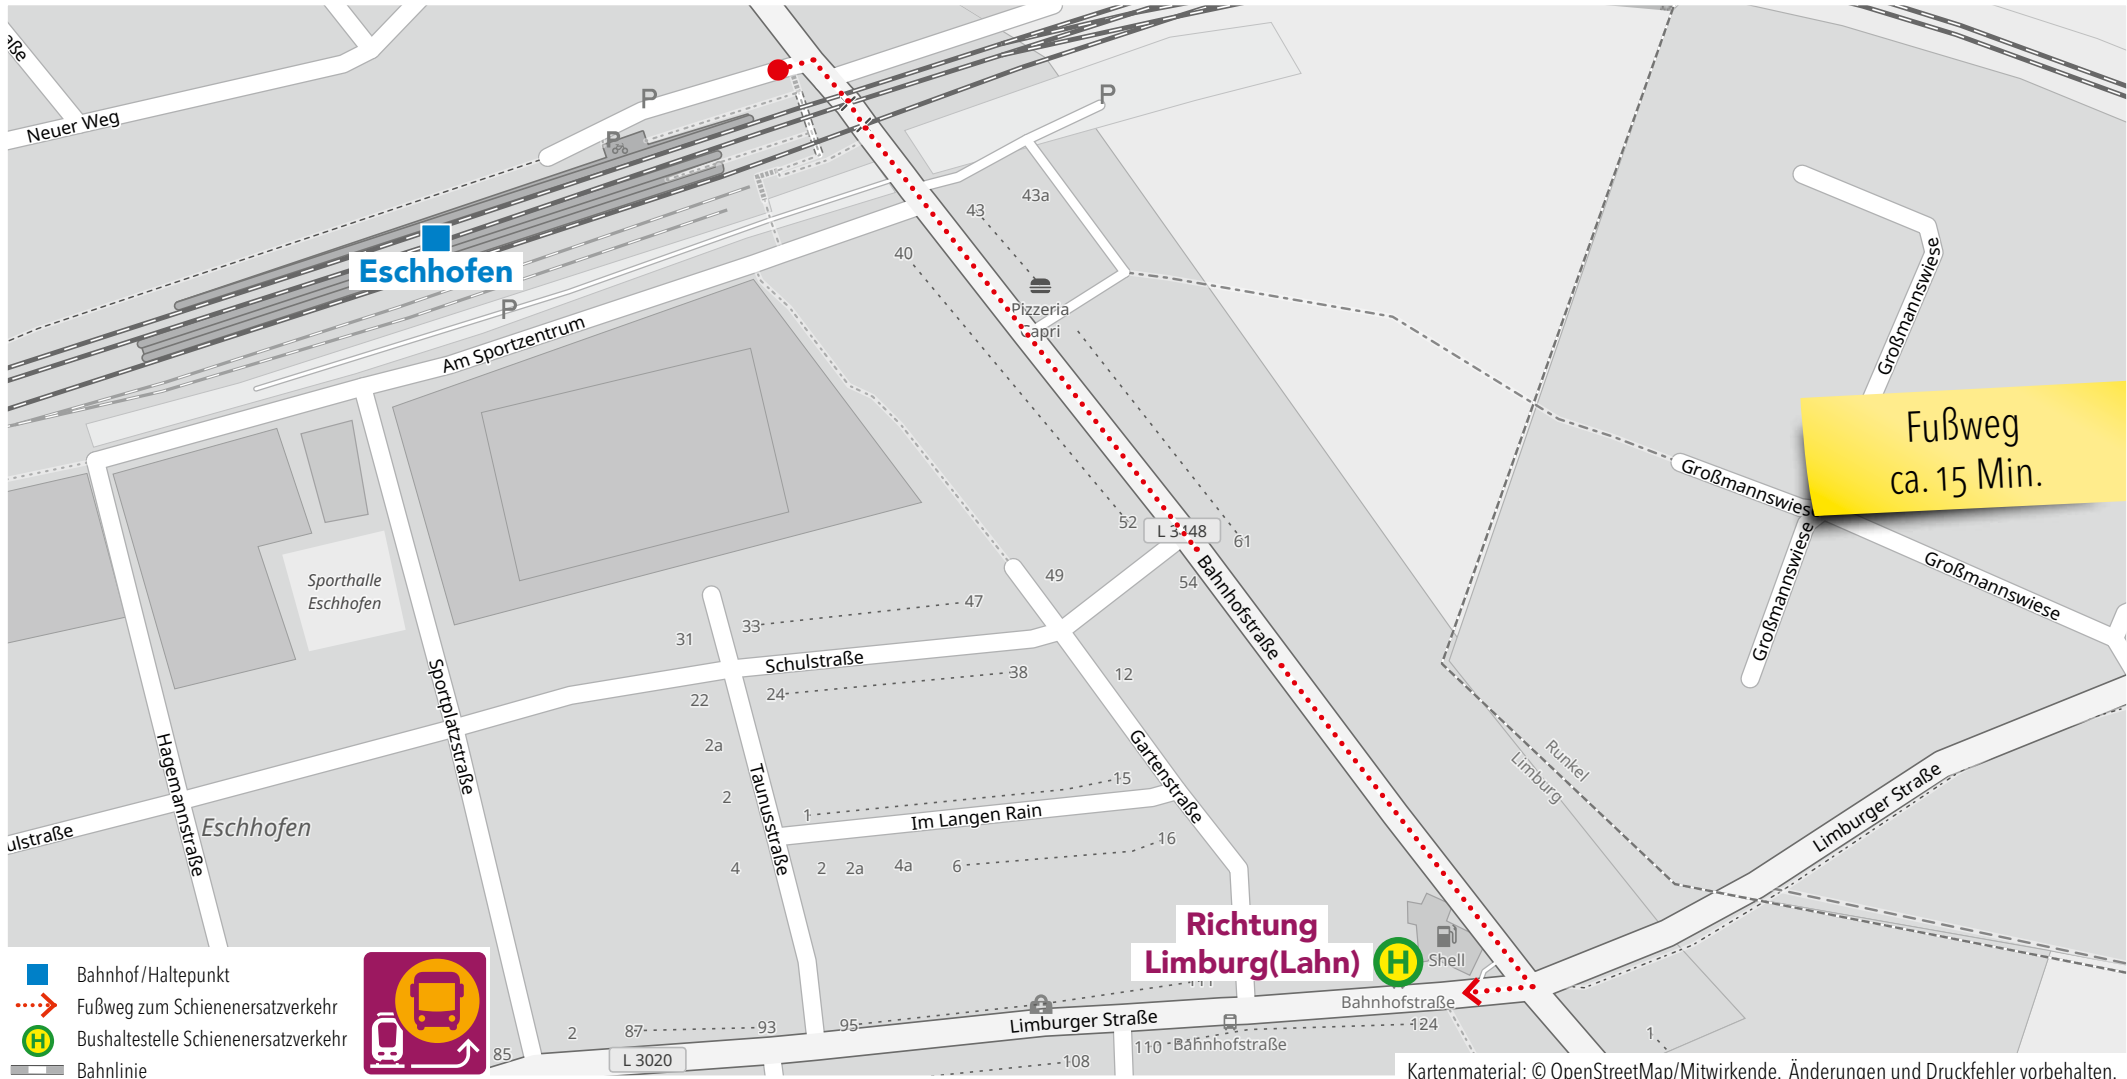 Neuer Weg
P
P
P
P
Eschhofen
Am Sportzentrum
43
43a
40
Pizzeria
Capri
Großmannswiese
Fußweg
ca. 15 Min.
Großmannswiese
Großmannswiese
Großmannswiese
52
L 3448
61
54
Bahnhofstraße
49
Sporthalle
Eschhofen
31
33
47
Schulstraße
38
24
22
12
2a
2
Sportplatzstraße
Hagemannstraße
Taunusstraße
Gartenstraße
1
15
Im Langen Rain
16
4
2
2a
4a
6
ulstraße
Eschhofen
Runkel
Limburg
Limburger Straße
Richtung
Limburg(Lahn)
H
Shell
111
Bahnhofstraße
Limburger Straße
2
87
93
95
124
110
Bahnhofstraße
108
1
85
L 3020
Bahnhof/Haltepunkt
Fußweg zum Schienenersatzverkehr
H
Bushaltestelle Schienenersatzverkehr
Bahnlinie
Kartenmaterial: © OpenStreetMap/Mitwirkende. Änderungen und Druckfehler vorbehalten.